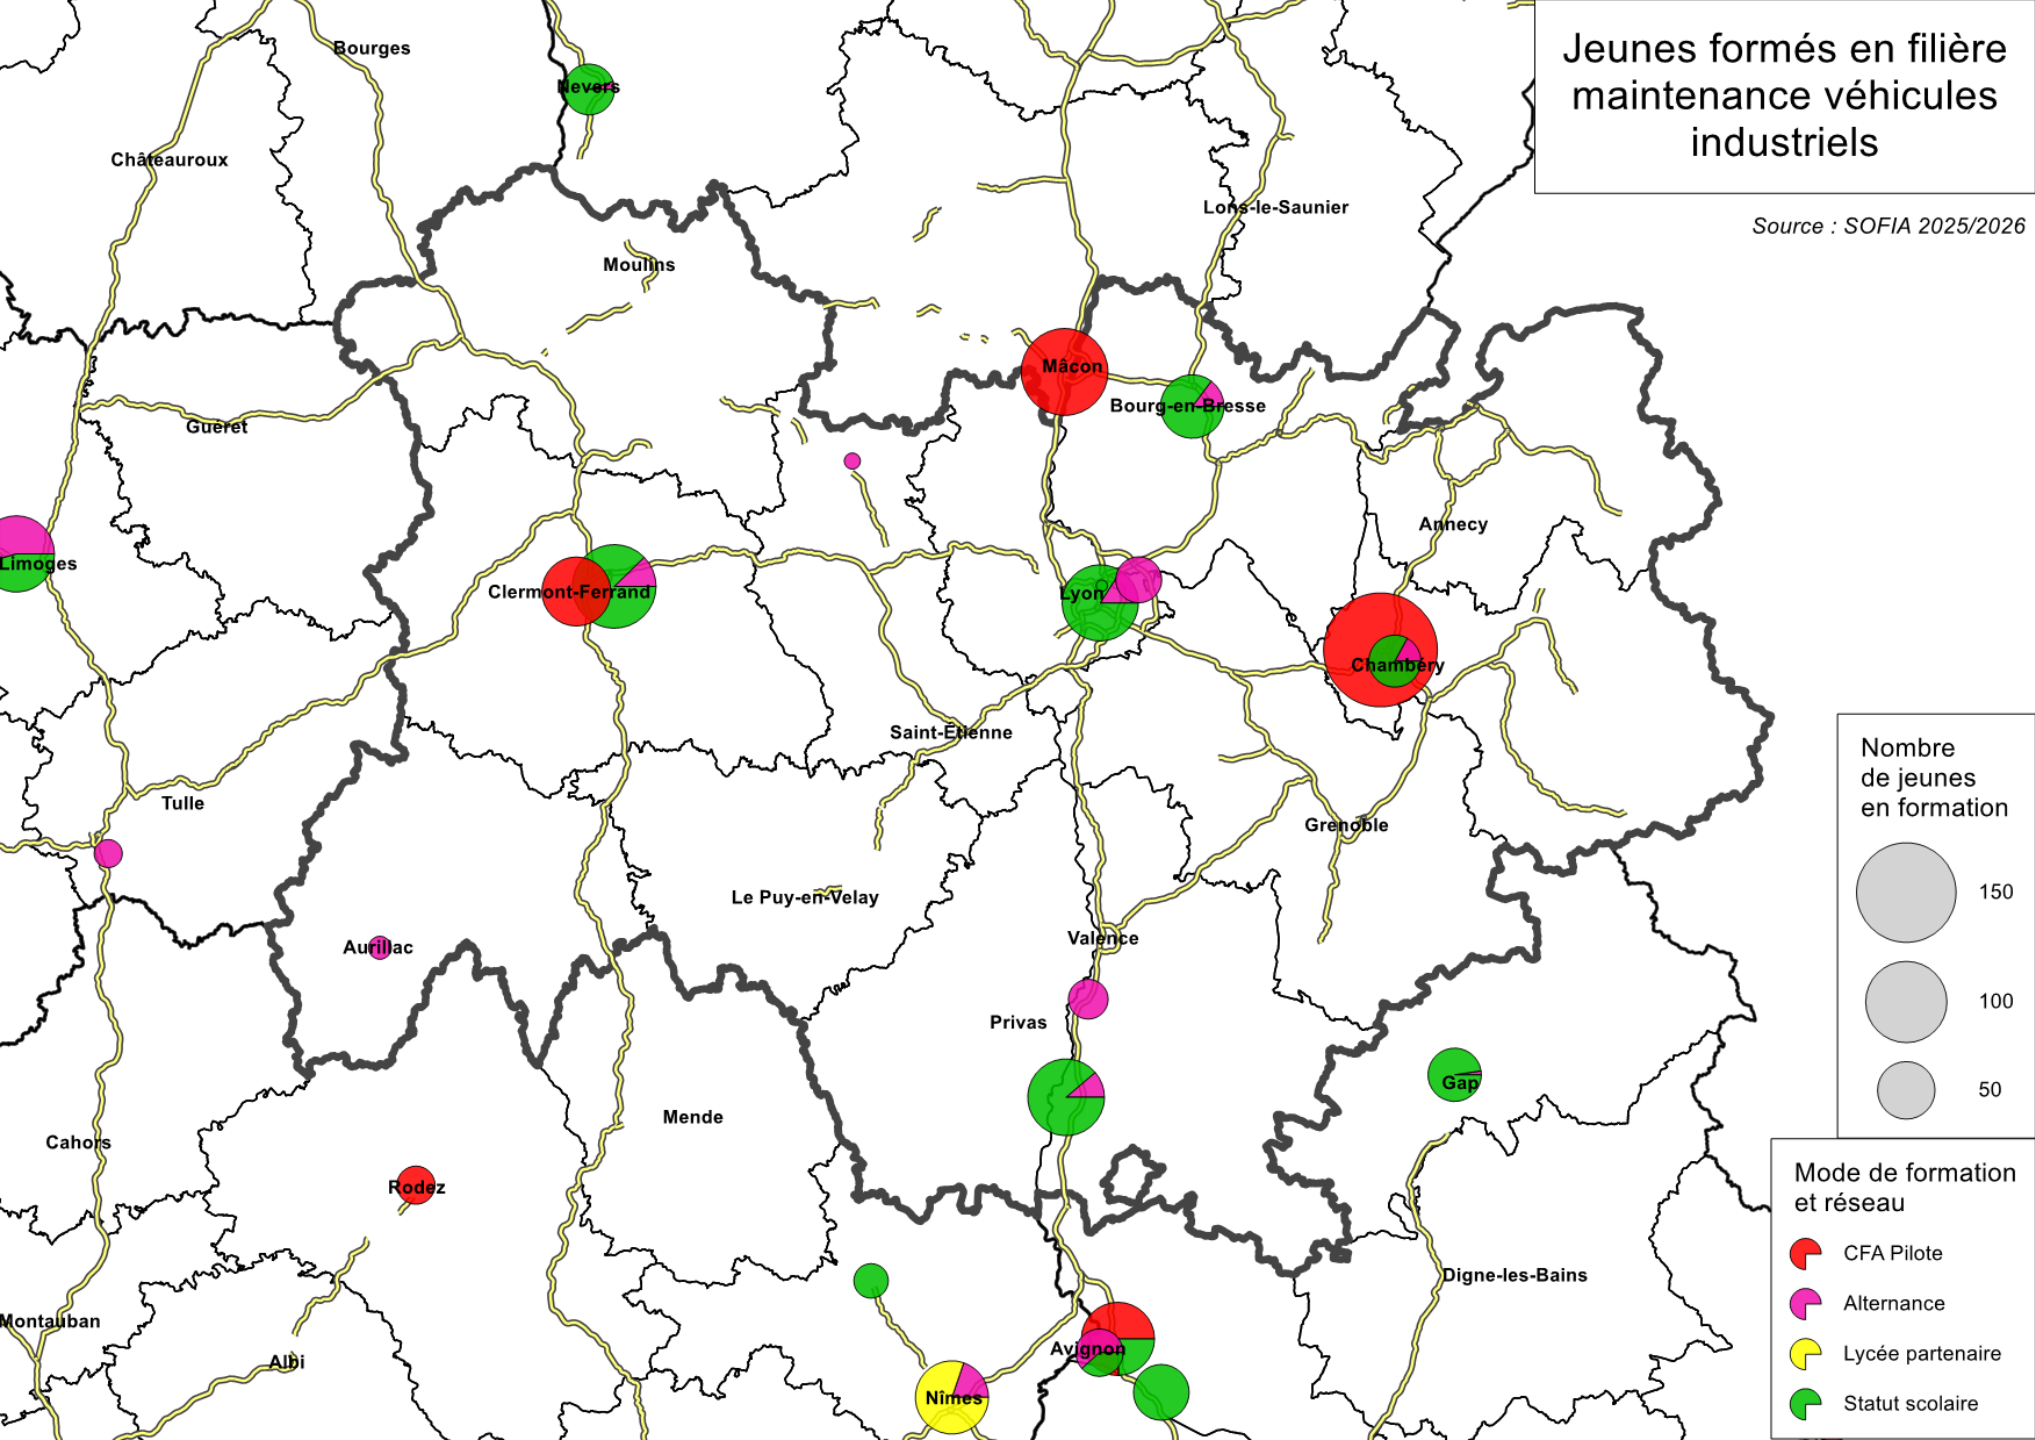 Jeunes formés en filière
maintenance véhicules
industriels
Source : SOFIA 2025/2026
Bourges
Nevers
Châteauroux
Lons-le-Saunier
Moulins
Mâcon
Bourg-en-Bresse
Guéret
Annecy
Limoges
Clermont-Ferrand
Lyon
Chambéry
Saint-Étienne
Tulle
Grenoble
Le Puy-en-Velay
Valence
Aurillac
Privas
Gap
Mende
Cahors
Rodez
Digne-les-Bains
Montauban
Avignon
Albi
Nîmes
Nombre
de jeunes
en formation
150
100
50
Mode de formation
et réseau
CFA Pilote
Alternance
Lycée partenaire
Statut scolaire